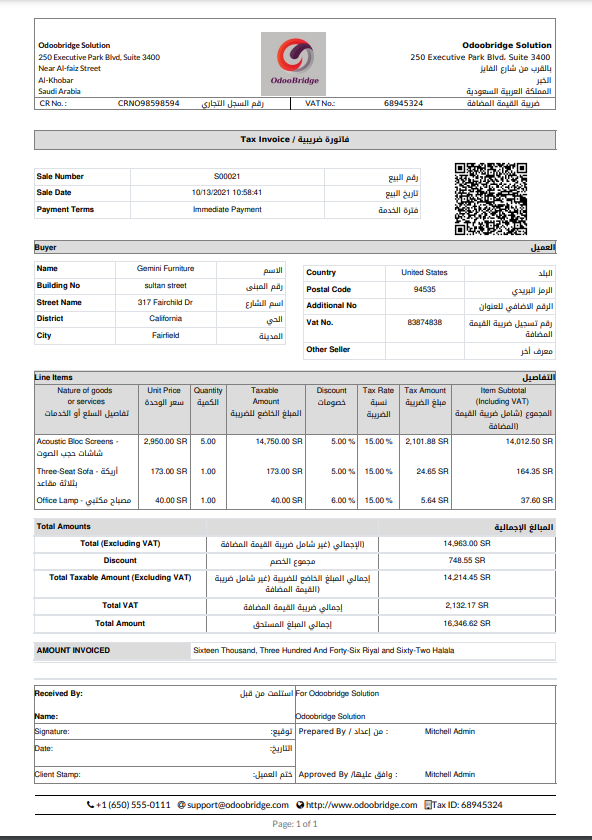 Odoobridge Solution
250 Executive Park Blvd, Suite 3400
Near Al-faiz Street
Al-Khobar
Saudi Arabia
OdooBridge
Odoobridge Solution
250 Executive Park Blvd, Suite 3400
بالقرب من شارع الفايز
الخبر
المملكة العربية السعودية
CR No. : CRNO98598594 رقم السجل التجاري VAT No.: 68945324 ضريبة القيمة المضافة
Tax Invoice / فاتورة ضريبية
Sale Number S00021 رقم البيع
Sale Date 10/13/2021 10:58:41 تاريخ البيع
Payment Terms Immediate Payment فترة الخدمة
Buyer العميل
Name Gemini Furniture الاسم
Building No sultan street رقم المبنى
Street Name 317 Fairchild Dr اسم الشارع
District California الحي
City Fairfield المدينة
Country United States البلد
Postal Code 94535 الرمز البريدي
Additional No الرقم الاضافي للعنوان
Vat No. 83874838 رقم تسجيل ضريبة القيمة
المضافة
Other Seller معرف أخر
Line Items التفاصيل
Nature of goods Unit Price Quantity Taxable Discount Tax Rate Tax Amount Item Subtotal
or services سعر الوحدة الكمية Amount خصومات نسبة مبلغ الضريبة (Including VAT)
تفاصيل السلع أو الخدمات المبلغ الخاضع للضريبة الضريبة المجموع (شامل ضريبة القيمة
المضافة)
Acoustic Bloc Screens - 2,950.00 SR 5.00 14,750.00 SR 5.00 % 15.00 % 2,101.88 SR 14,012.50 SR
شاشات حجب الصوت
Three-Seat Sofa - أريكة 173.00 SR 1.00 173.00 SR 5.00 % 15.00 % 24.65 SR 164.35 SR
بثلاثة مقاعد
Office Lamp - مصباح مكتبي 40.00 SR 1.00 40.00 SR 6.00 % 15.00 % 5.64 SR 37.60 SR
Total Amounts المبالغ الإجمالية
Total (Excluding VAT) الإجمالي (غير شامل ضريبة القيمة المضافة) 14,963.00 SR
Discount مجموع الخصم 748.55 SR
Total Taxable Amount (Excluding VAT) إجمالي المبلغ الخاضع للضريبة (غير شامل ضريبة 14,214.45 SR
القيمة المضافة)
Total VAT إجمالي ضريبة القيمة المضافة 2,132.17 SR
Total Amount إجمالي المبلغ المستحق 16,346.62 SR
AMOUNT INVOICED Sixteen Thousand, Three Hundred And Forty-Six Riyal and Sixty-Two Halala
Received By: استلمت من قبل For Odoobridge Solution
Name: Odoobridge Solution
Signature: توقيع: Prepared By / من إعداد : Mitchell Admin
Date: التاريخ:
Client Stamp: ختم العميل: Approved By /وافق عليها : Mitchell Admin
+1 (650) 555-0111 support@odoobridge.com http://www.odoobridge.com Tax ID: 68945324
Page: 1 of 1